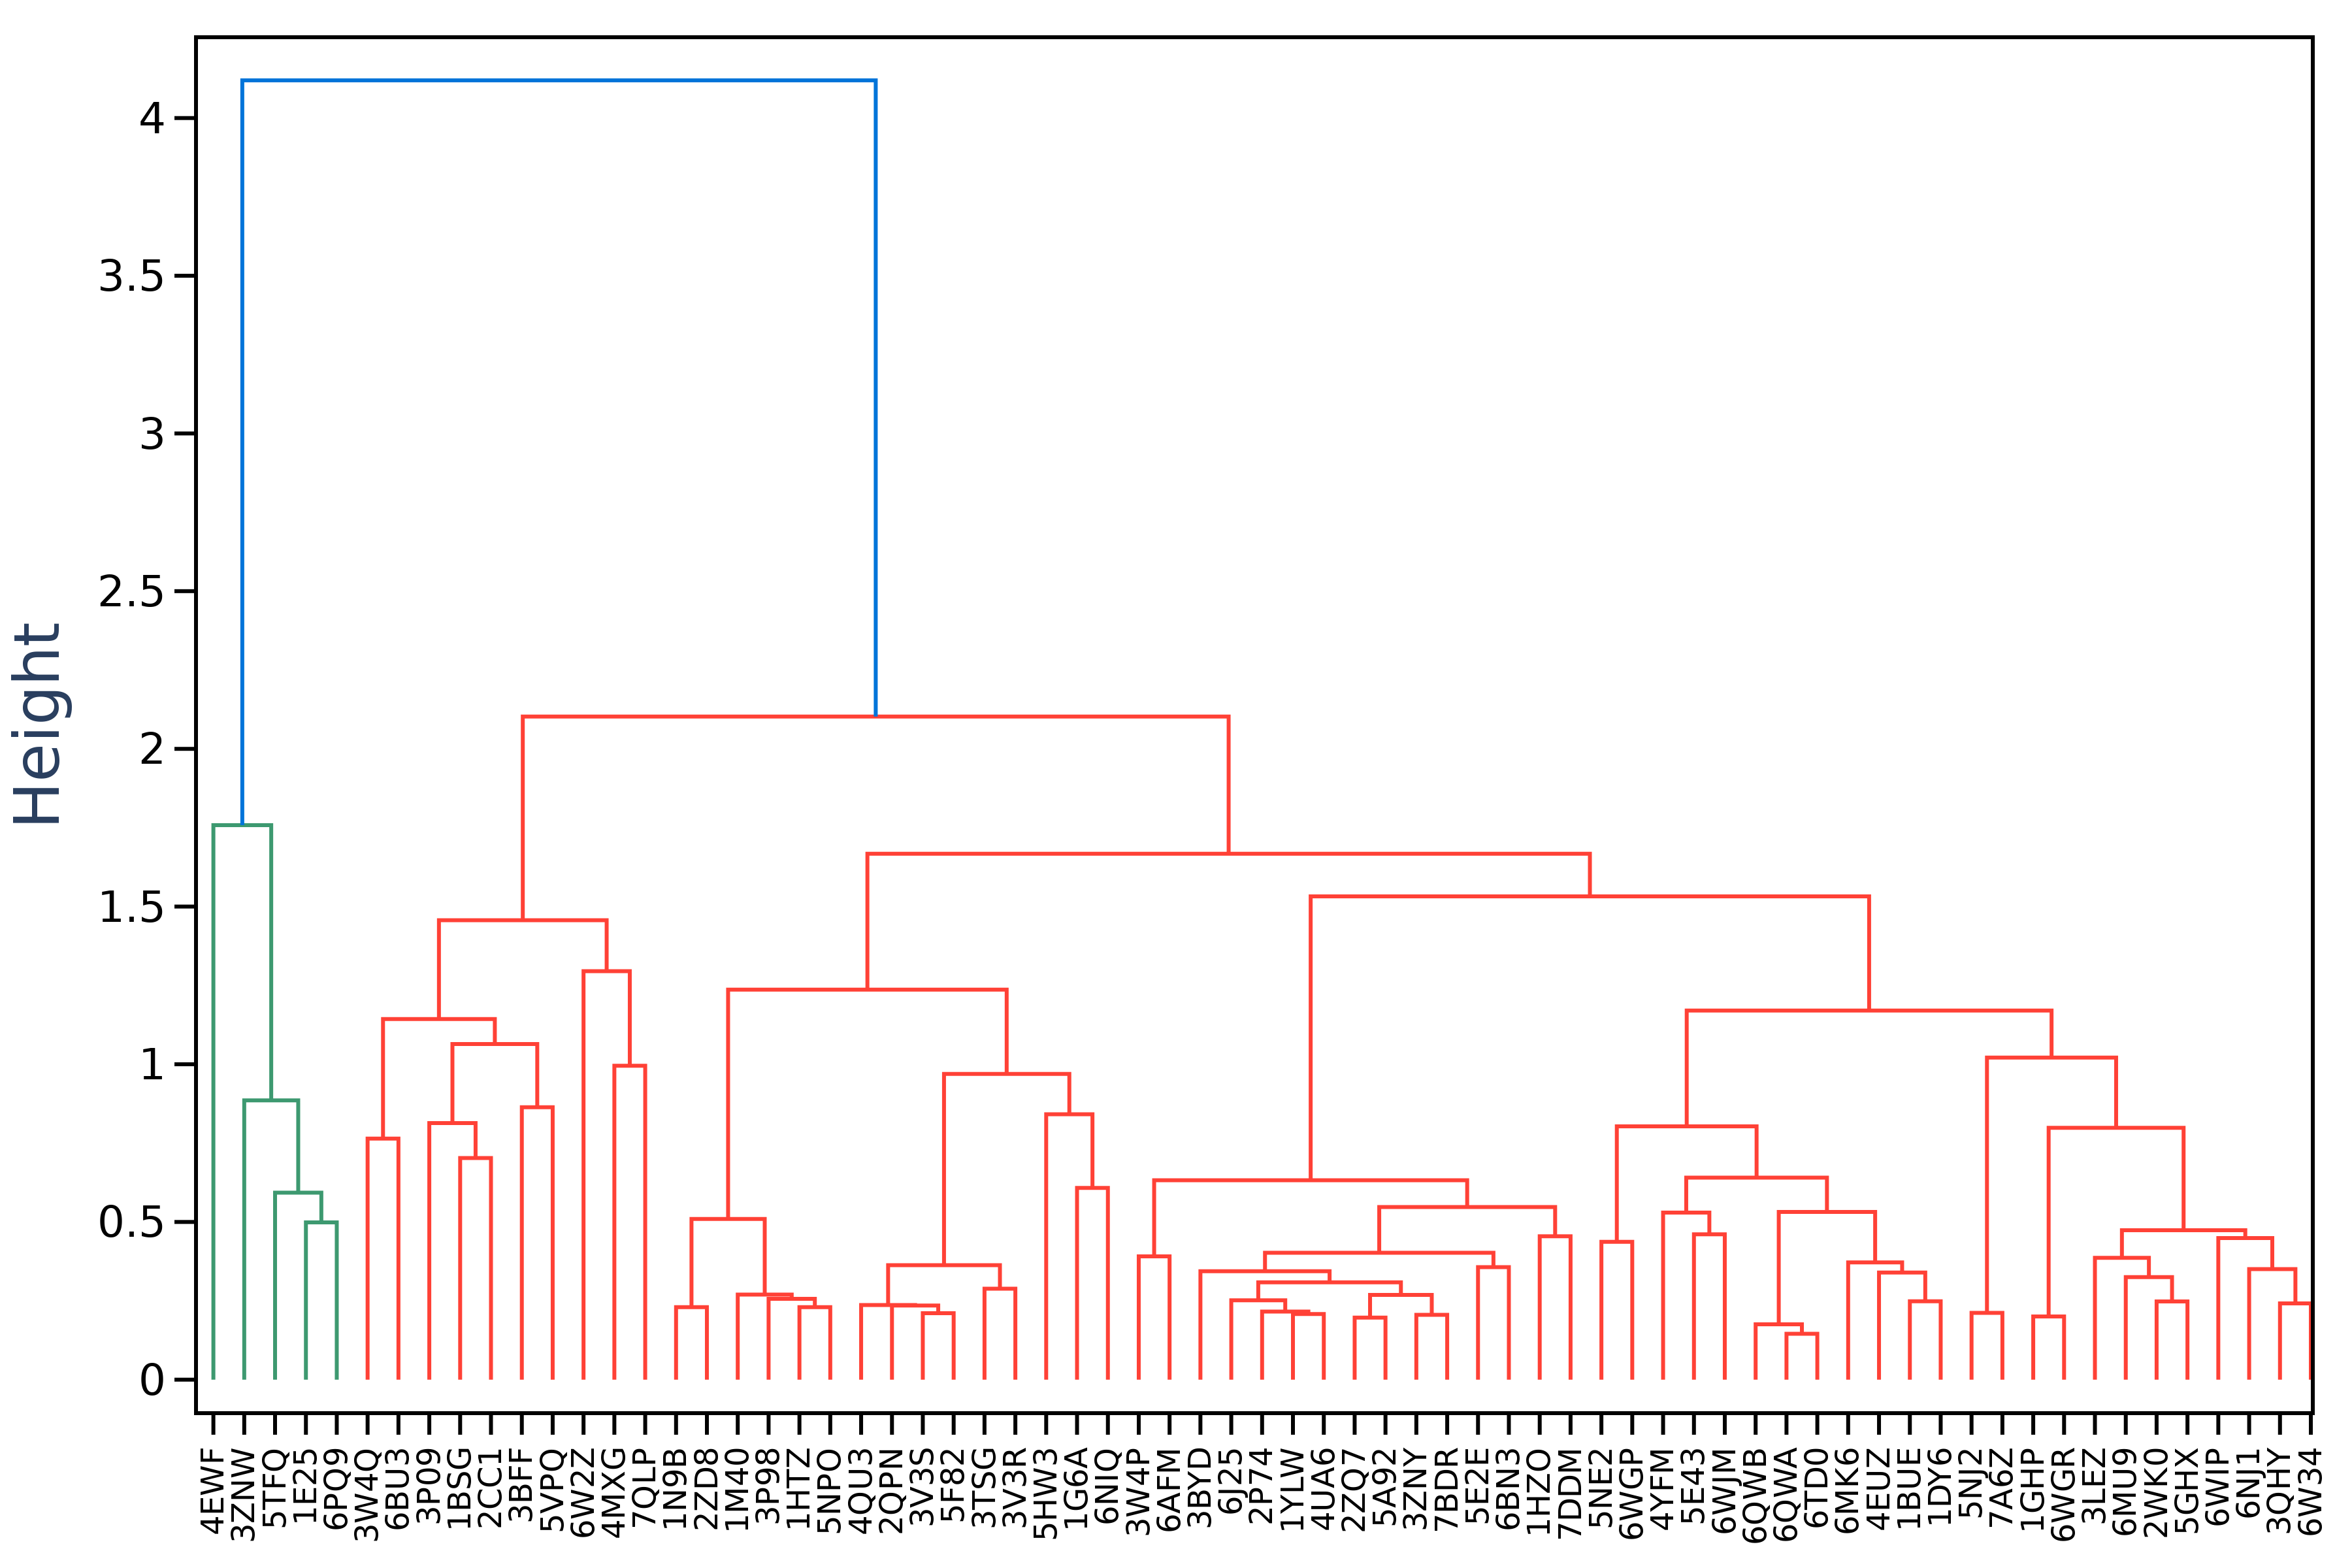 Height
4
3.5
3
2.5
2
1.5
1
0.5
0
4EWF
3ZNW
5TFQ
1E25
6PQ9
3W4Q
6BU3
3P09
1BSG
2CC1
3BFF
5VPQ
6W2Z
4MXG
7QLP
1N9B
2ZD8
1M40
3P98
1HTZ
5NPO
4QU3
2QPN
3V3S
5F82
3TSG
3V3R
5HW3
1G6A
6NIQ
3W4P
6AFM
3BYD
6J25
2P74
1YLW
4UA6
2ZQ7
5A92
3ZNY
7BDR
5E2E
6BN3
1HZO
7DDM
5NE2
6WGP
4YFM
5E43
6WJM
6QWB
6QWA
6TD0
6MK6
4EUZ
1BUE
1DY6
5NJ2
7A6Z
1GHP
6WGR
3LEZ
6MU9
2WK0
5GHX
6WIP
6NJ1
3QHY
6W34